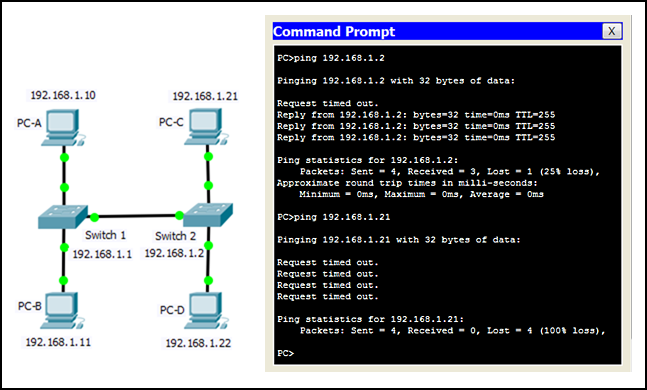 192.168.1.10
PC-A
192.168.1.21
PC-C
Switch 1
192.168.1.1
Switch 2
192.168.1.2
PC-B
192.168.1.11
PC-D
192.168.1.22
Command Prompt
X
PC>ping 192.168.1.2
Pinging 192.168.1.2 with 32 bytes of data:
Request timed out.
Reply from 192.168.1.2: bytes=32 time=0ms TTL=255
Reply from 192.168.1.2: bytes=32 time=0ms TTL=255
Reply from 192.168.1.2: bytes=32 time=0ms TTL=255
Ping statistics for 192.168.1.2:
Packets: Sent = 4, Received = 3, Lost = 1 (25% loss),
Approximate round trip times in milli-seconds:
Minimum = 0ms, Maximum = 0ms, Average = 0ms
PC>ping 192.168.1.21
Pinging 192.168.1.21 with 32 bytes of data:
Request timed out.
Request timed out.
Request timed out.
Request timed out.
Ping statistics for 192.168.1.21:
Packets: Sent = 4, Received = 0, Lost = 4 (100% loss),
PC>